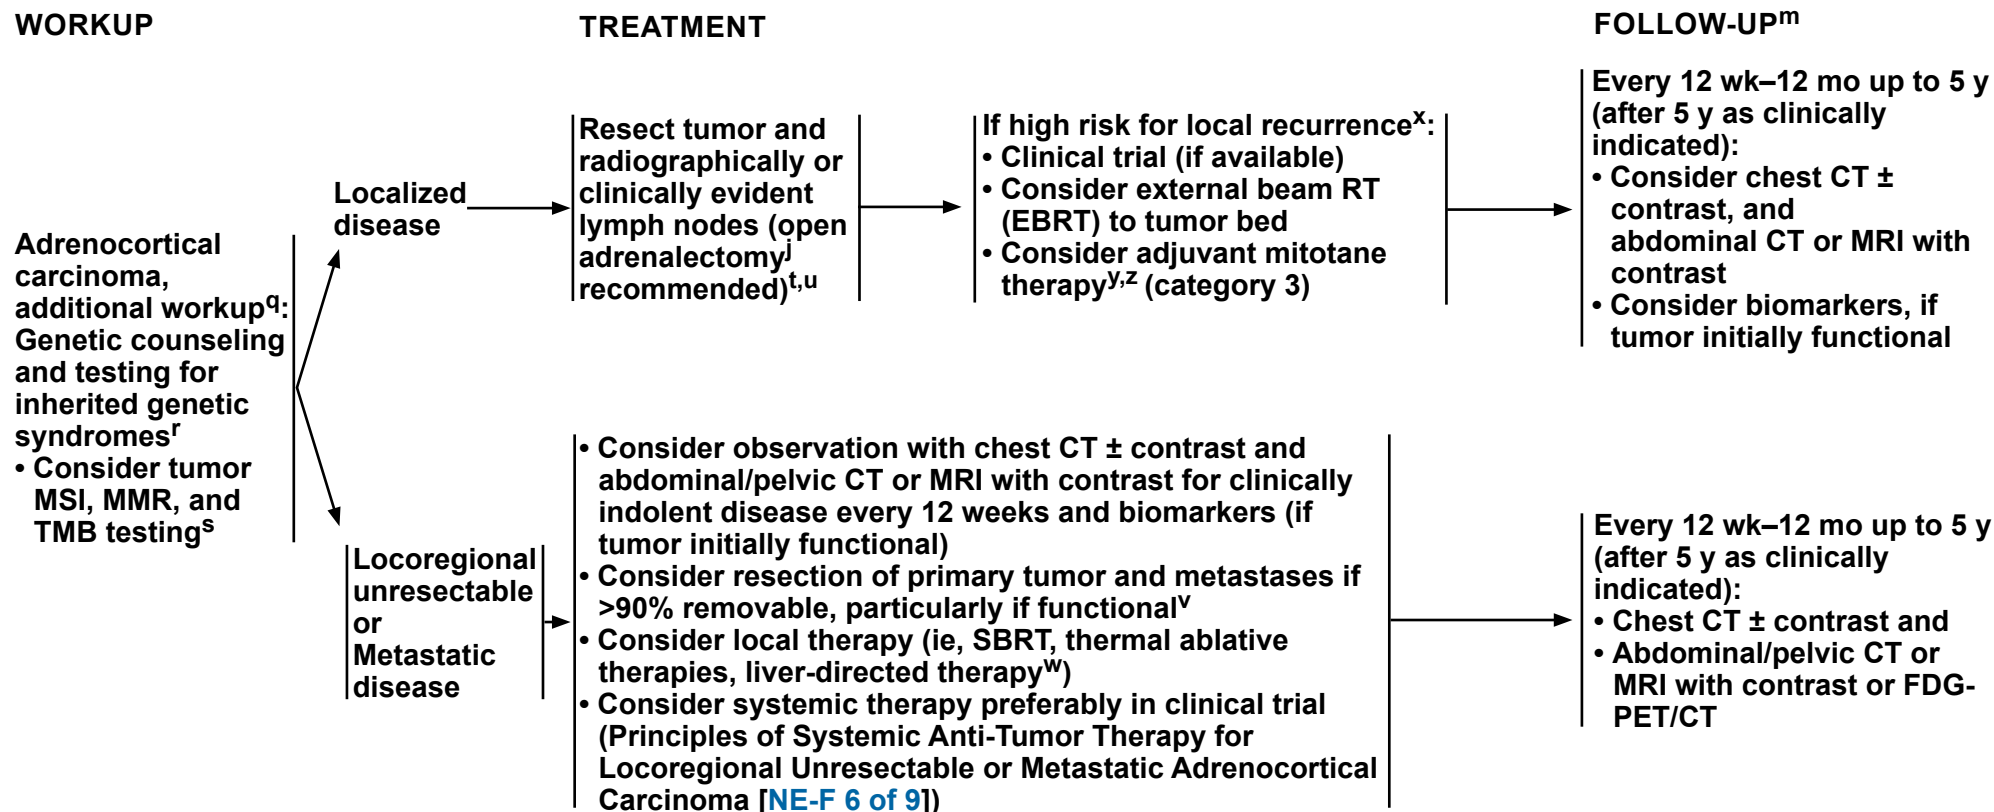 WORKUP
TREATMENT
FOLLOW-UPm
Adrenocortical
carcinoma,
additional workupq:
Genetic counseling
and testing for
inherited genetic
syndromesr
• Consider tumor
MSI, MMR, and
TMB testings
Localized
disease
Resect tumor and
radiographically or
clinically evident
lymph nodes (open
adrenalectomyj
recommended)t,u
If high risk for local recurrencex:
• Clinical trial (if available)
• Consider external beam RT
(EBRT) to tumor bed
• Consider adjuvant mitotane
therapyy,z (category 3)
Every 12 wk–12 mo up to 5 y
(after 5 y as clinically
indicated):
• Consider chest CT ±
contrast, and
abdominal CT or MRI with
contrast
• Consider biomarkers, if
tumor initially functional
Locoregional
unresectable
or
Metastatic
disease
• Consider observation with chest CT ± contrast and
abdominal/pelvic CT or MRI with contrast for clinically
indolent disease every 12 weeks and biomarkers (if
tumor initially functional)
• Consider resection of primary tumor and metastases if
>90% removable, particularly if functionalv
• Consider local therapy (ie, SBRT, thermal ablative
therapies, liver-directed therapyw)
• Consider systemic therapy preferably in clinical trial
(Principles of Systemic Anti-Tumor Therapy for
Locoregional Unresectable or Metastatic Adrenocortical
Carcinoma [NE-F 6 of 9])
Every 12 wk–12 mo up to 5 y
(after 5 y as clinically
indicated):
• Chest CT ± contrast and
• Abdominal/pelvic CT or
MRI with contrast or FDG-
PET/CT